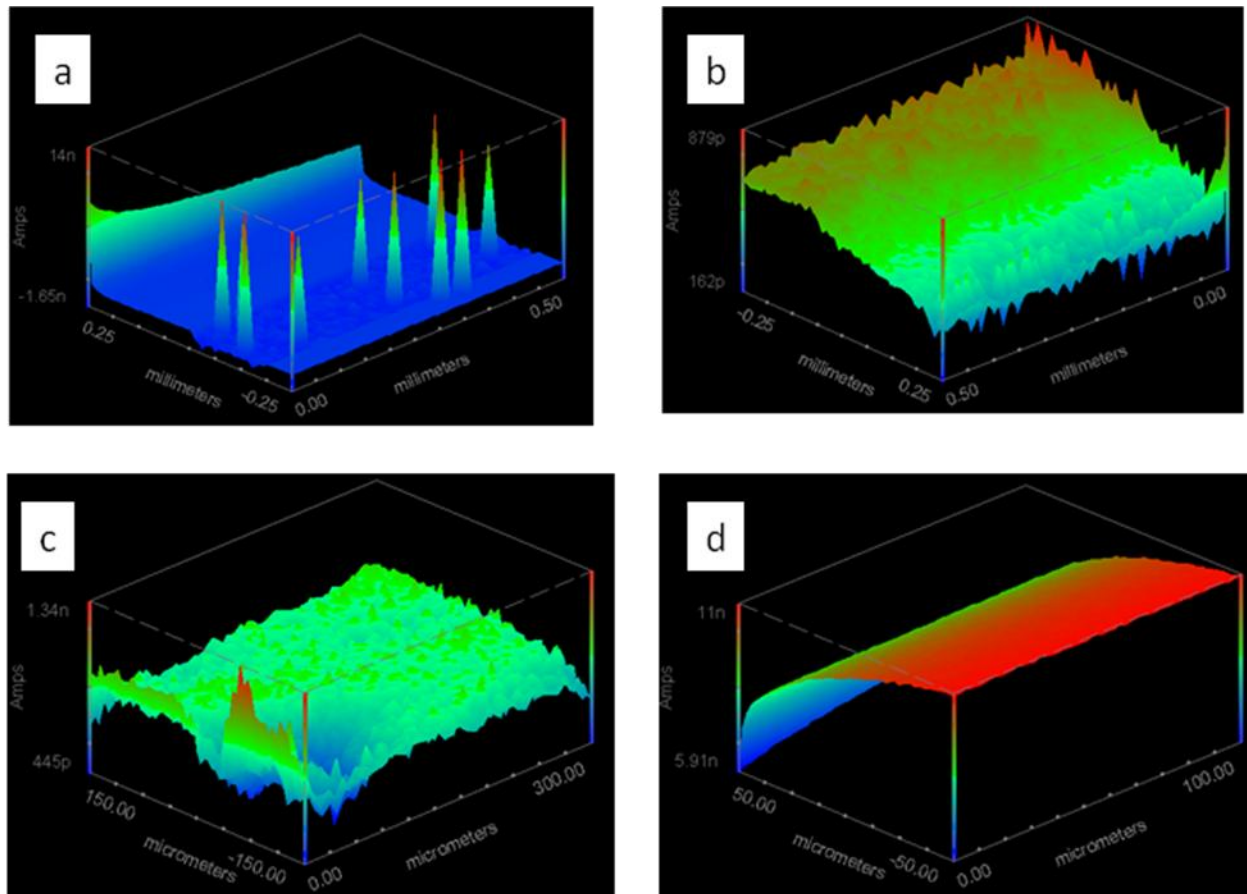 a
14n
Amps
-1.65n
0.25
millimeters
-0.25
0.00
millimeters
0.50
b
879p
Amps
162p
-0.25
millimeters
0.25
0.50
millimeters
0.00
c
1.34n
Amps
445p
150.00
micrometers
-150.00
0.00
micrometers
300.00
d
11n
Amps
5.91n
50.00
micrometers
-50.00
0.00
micrometers
100.00